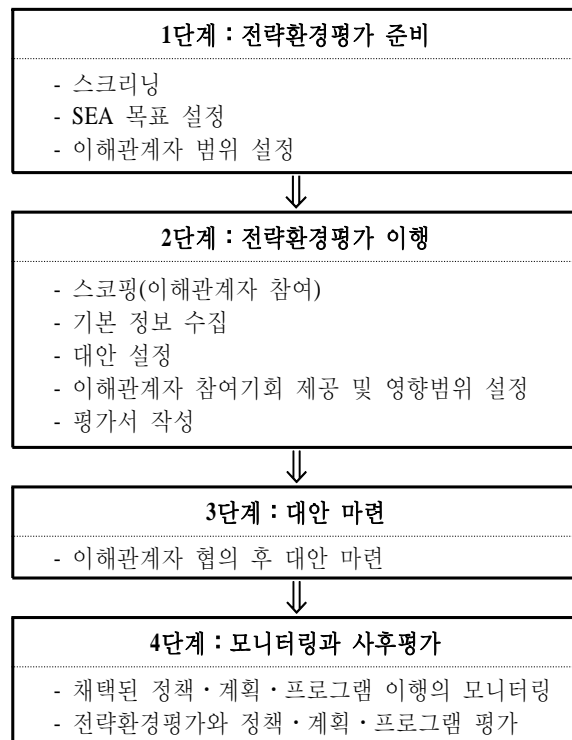 1단계 : 전략환경평가 준비
- 스크리닝
- SEA 목표 설정
- 이해관계자 범위 설정
⇓
2단계 : 전략환경평가 이행
- 스코핑(이해관계자 참여)
- 기본 정보 수집
- 대안 설정
- 이해관계자 참여기회 제공 및 영향범위 설정
- 평가서 작성
⇓
3단계 : 대안 마련
- 이해관계자 협의 후 대안 마련
⇓
4단계 : 모니터링과 사후평가
- 채택된 정책・계획・프로그램 이행의 모니터링
- 전략환경평가와 정책・계획・프로그램 평가